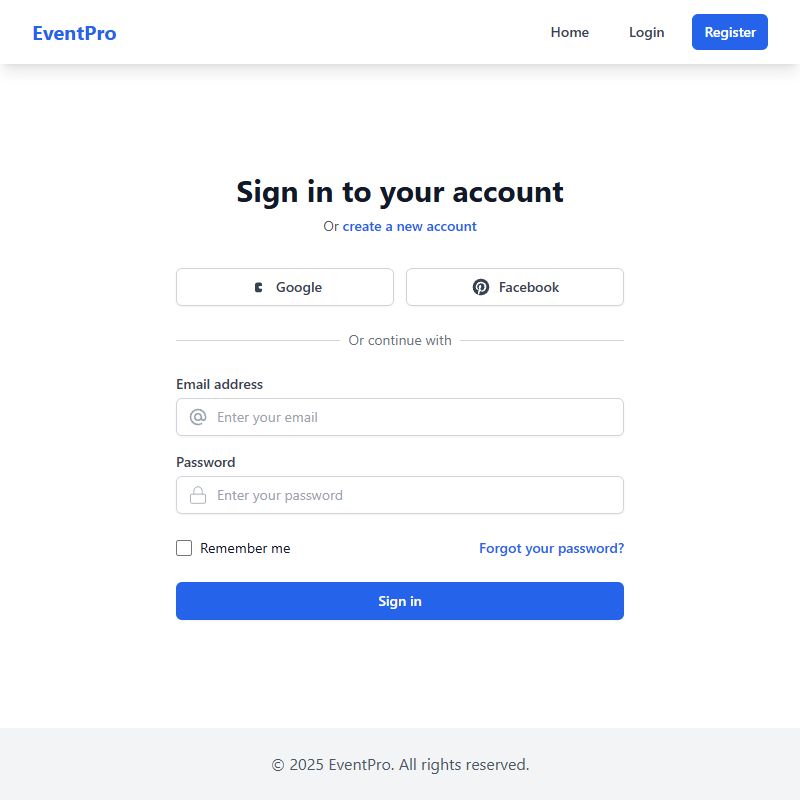 EventPro
Home Login Register
Sign in to your account
Or create a new account
Google Facebook
Or continue with
Email address
Enter your email
Password
Enter your password
Remember me Forgot your password?
Sign in
© 2025 EventPro. All rights reserved.